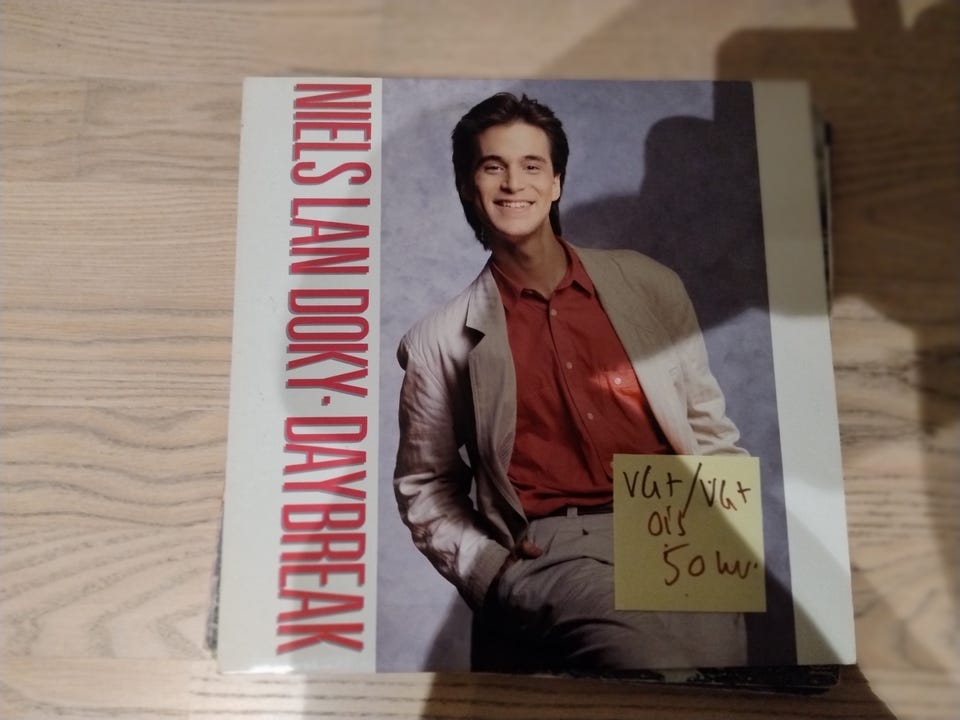 NIELS LAN DOKY · DAYBREAK
VG+/VG+
OIS
50 kr.